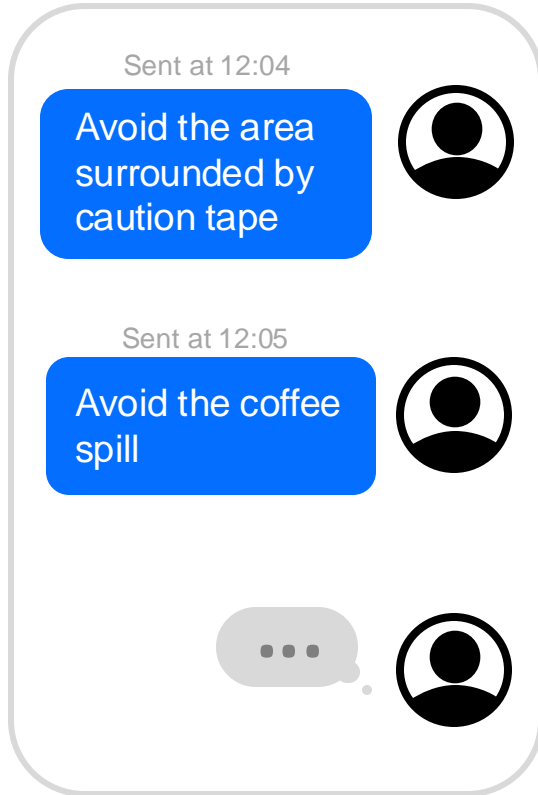 Sent at 12:04
Avoid the area
surrounded by
caution tape
Sent at 12:05
Avoid the coffee
spill
...